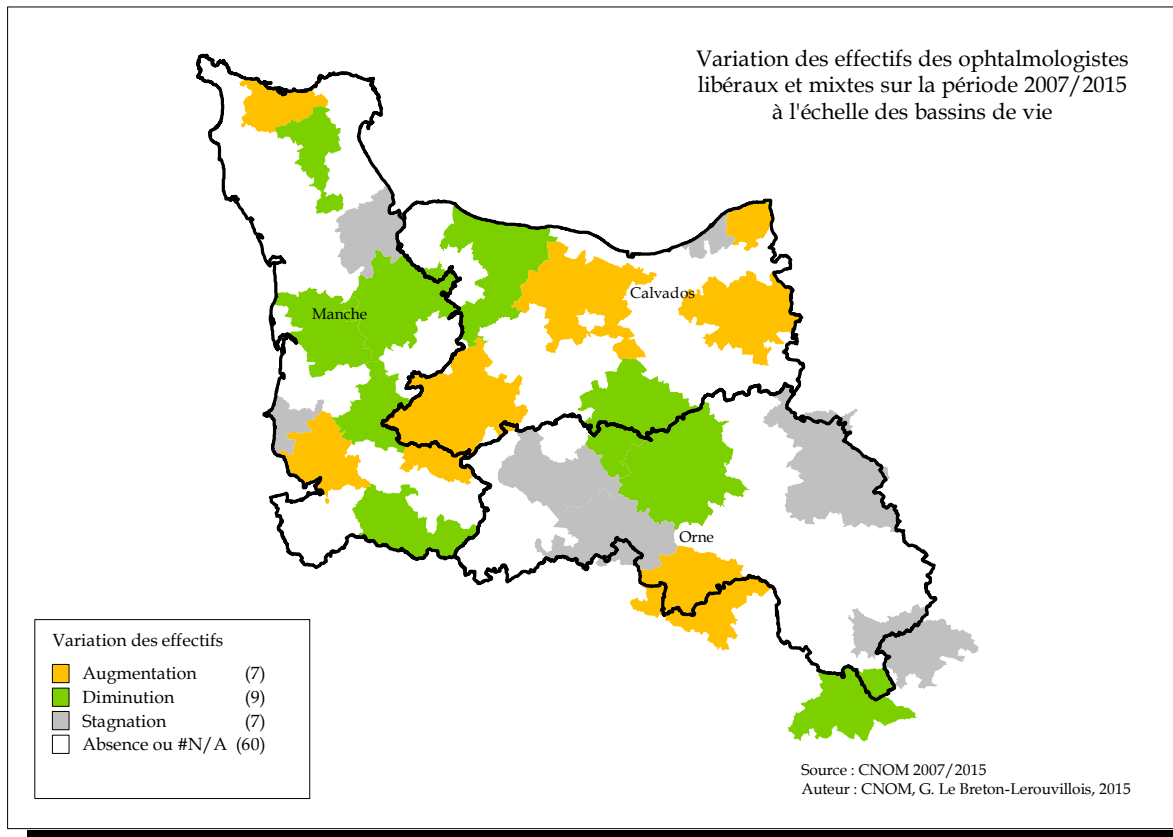 Variation des effectifs des ophtalmologistes
libéraux et mixtes sur la période 2007/2015
à l'échelle des bassins de vie
Calvados
Manche
Orne
Variation des effectifs
Augmentation (7)
Diminution (9)
Stagnation (7)
Absence ou #N/A (60)
Source : CNOM 2007/2015
Auteur : CNOM, G. Le Breton-Lerouvillois, 2015